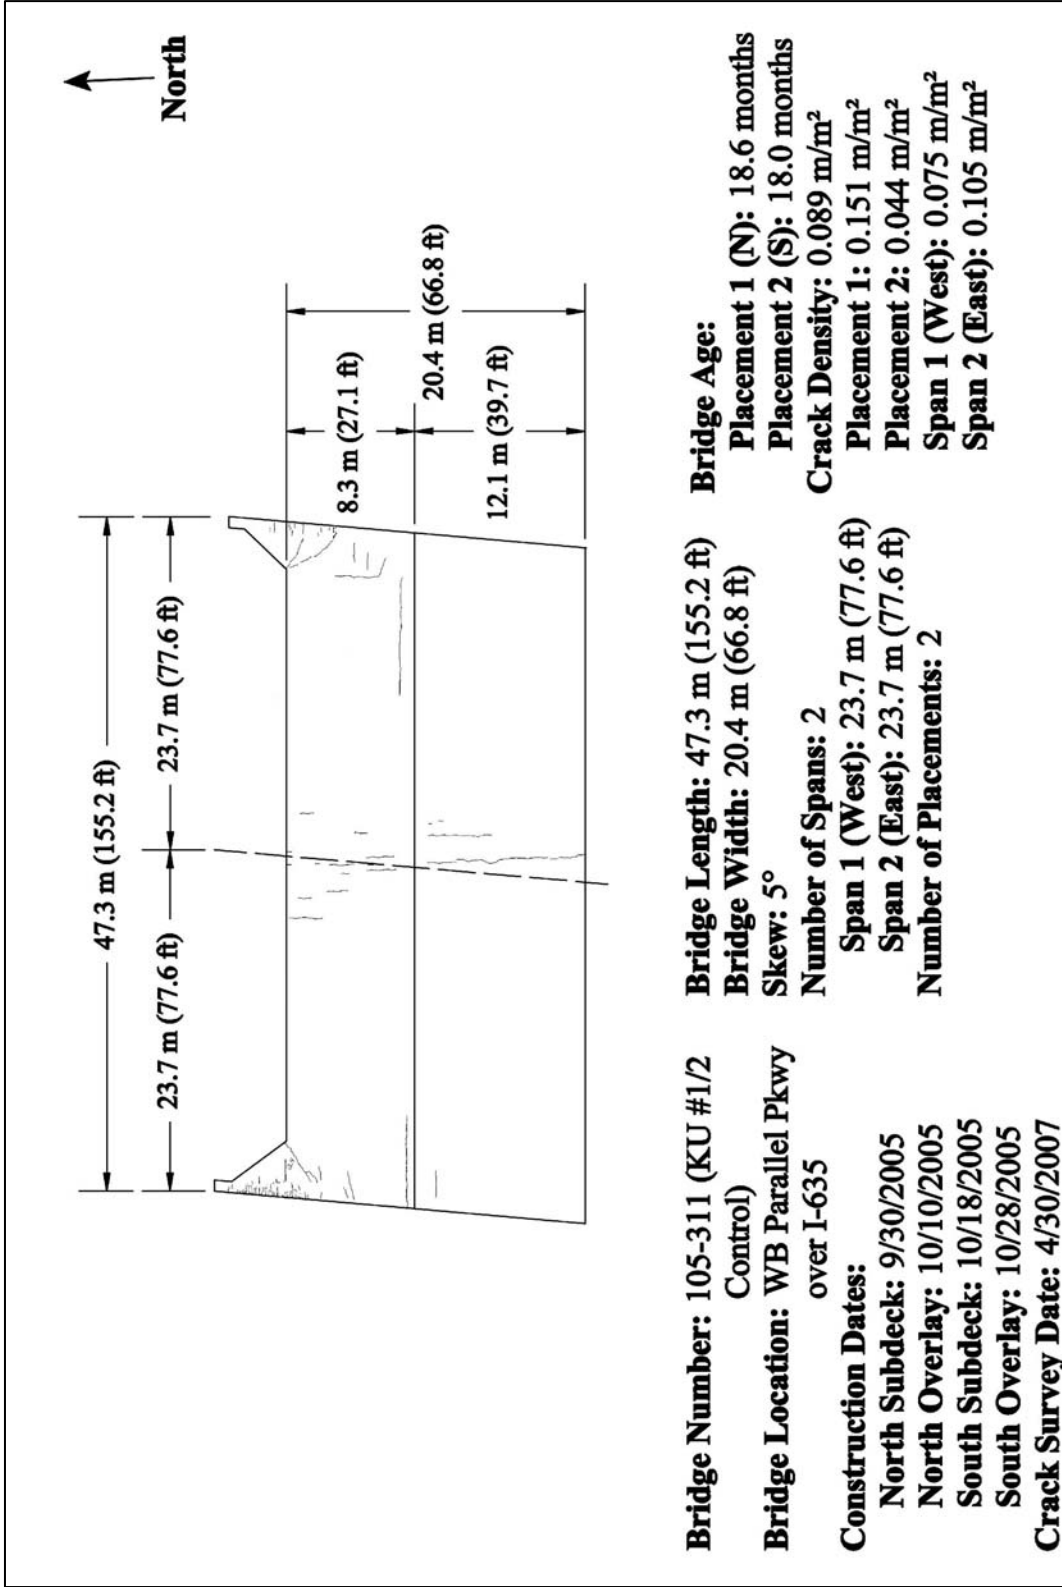 North
47.3 m (155.2 ft)
23.7 m (77.6 ft)
23.7 m (77.6 ft)
8.3 m (27.1 ft)
20.4 m (66.8 ft)
12.1 m (39.7 ft)
Bridge Number: 105-311 (KU #1/2
Control)
Bridge Location: WB Parallel Pkwy
over I-635
Construction Dates:
North Subdeck: 9/30/2005
North Overlay: 10/10/2005
South Subdeck: 10/18/2005
South Overlay: 10/28/2005
Crack Survey Date: 4/30/2007
Bridge Length: 47.3 m (155.2 ft)
Bridge Width: 20.4 m (66.8 ft)
Skew: 5°
Number of Spans: 2
Span 1 (West): 23.7 m (77.6 ft)
Span 2 (East): 23.7 m (77.6 ft)
Number of Placements: 2
Bridge Age:
Placement 1 (N): 18.6 months
Placement 2 (S): 18.0 months
Crack Density: 0.089 m/m²
Placement 1: 0.151 m/m²
Placement 2: 0.044 m/m²
Span 1 (West): 0.075 m/m²
Span 2 (East): 0.105 m/m²